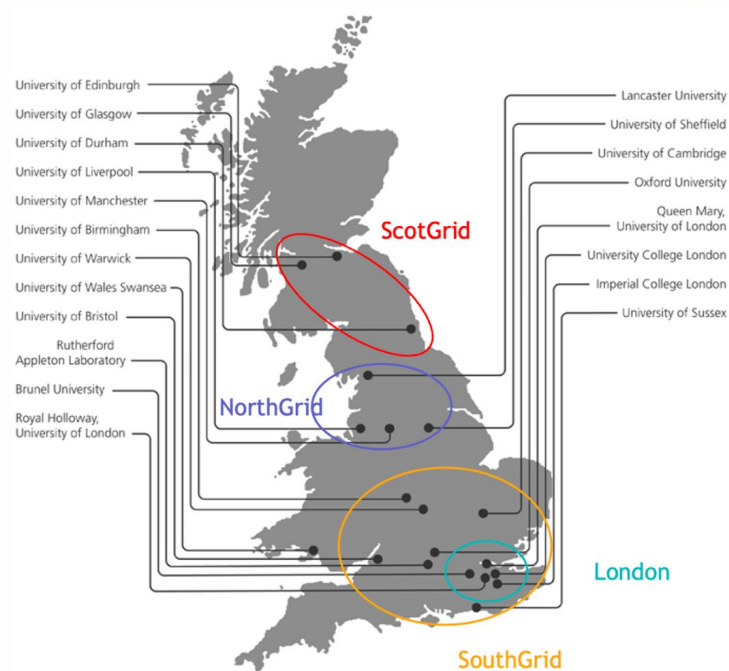 University of Edinburgh
University of Glasgow
University of Durham
University of Liverpool
University of Manchester
University of Birmingham
University of Warwick
University of Wales Swansea
University of Bristol
Rutherford
Appleton Laboratory
Brunel University
Royal Holloway,
University of London
ScotGrid
NorthGrid
Lancaster University
University of Sheffield
University of Cambridge
Oxford University
Queen Mary,
University of London
University College London
Imperial College London
University of Sussex
London
SouthGrid